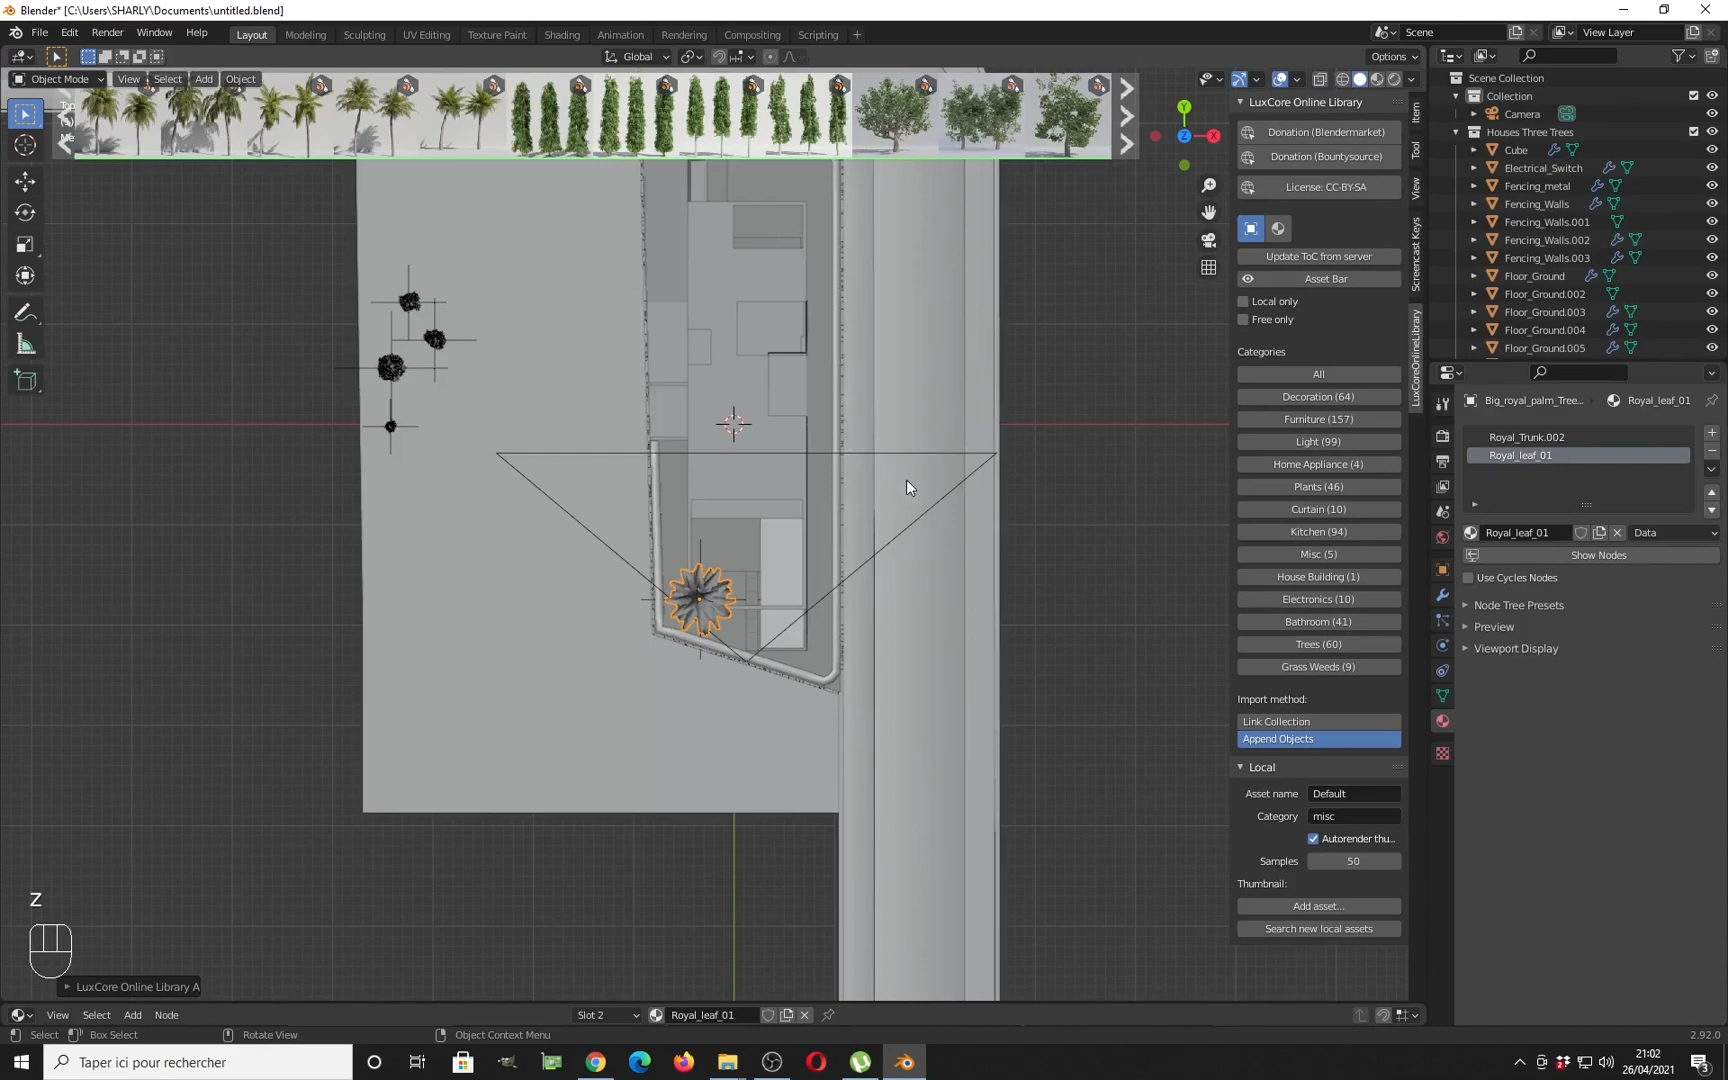 Blender* [C:\Users\SHARLY\Documents\untitled.blend]
File Edit Render Window Help
Layout Modeling Sculpting UV Editing Texture Paint Shading Animation Rendering Compositing Scripting +
Scene View Layer
Global Options
Object Mode View Select Add Object
LuxCore Online Library
Donation (Blendermarket)
Donation (Bountysource)
License: CC-BY-SA
Update ToC from server
Asset Bar
Local only
Free only
Categories
All
Decoration (64)
Furniture (157)
Light (99)
Home Appliance (4)
Plants (46)
Curtain (10)
Kitchen (94)
Misc (5)
House Building (1)
Electronics (10)
Bathroom (41)
Trees (60)
Grass Weeds (9)
Import method:
Link Collection
Append Objects
Local
Asset name Default
Category misc
Autorender thu...
Samples 50
Thumbnail:
Add asset...
Search new local assets
Item
Tool
View
Screencast Keys
LuxCoreOnlineLibrary
Y
Z
X
Scene Collection
Collection
Camera
Houses Three Trees
Cube
Electrical_Switch
Fencing_metal
Fencing_Walls
Fencing_Walls.001
Fencing_Walls.002
Fencing_Walls.003
Floor_Ground
Floor_Ground.002
Floor_Ground.003
Floor_Ground.004
Floor_Ground.005
Big_royal_palm_Tree... Royal_leaf_01
Royal_Trunk.002
Royal_leaf_01
Royal_leaf_01 Data
Show Nodes
Use Cycles Nodes
Node Tree Presets
Preview
Viewport Display
Z
LuxCore Online Library A
View Select Add Node Slot 2 Royal_leaf_01
Select Box Select Rotate View Object Context Menu 2.92.0
Taper ici pour rechercher
21:02
26/04/2021
3